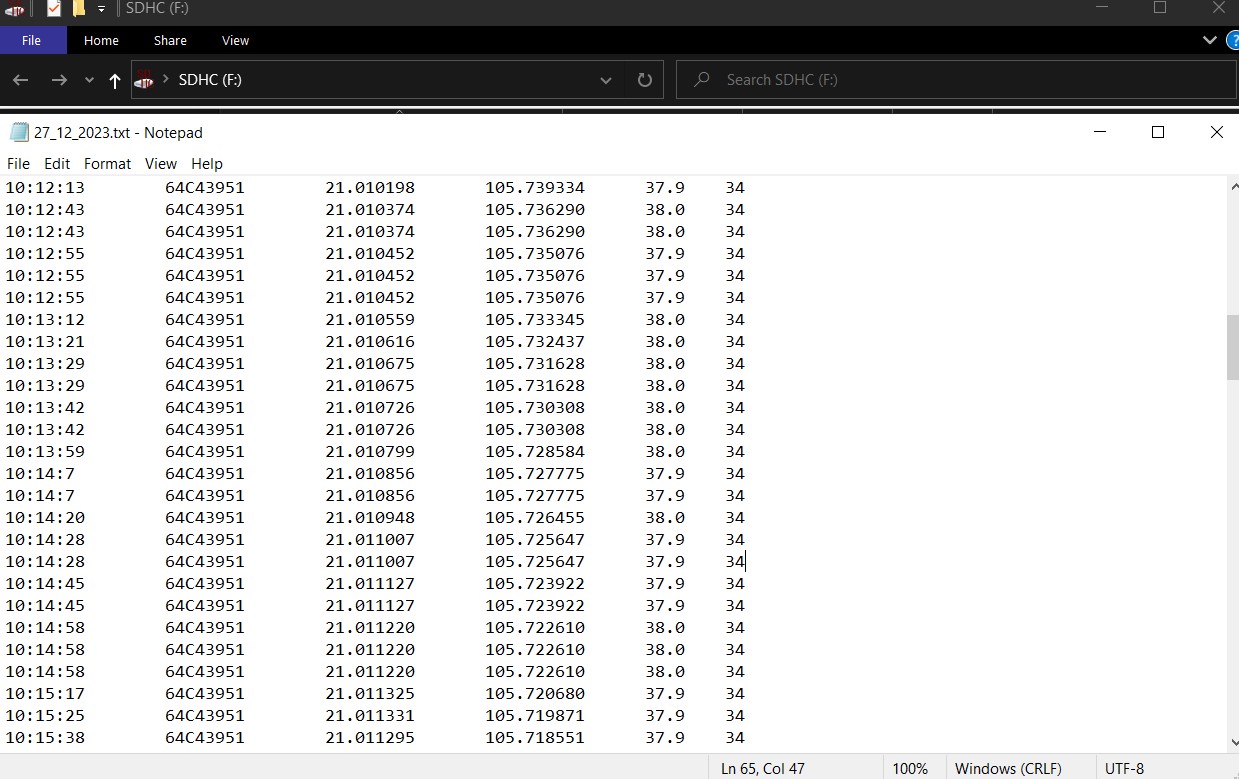 SDHC (F:)
File Home Share View
SDHC (F:) Search SDHC (F:)
27_12_2023.txt - Notepad
File Edit Format View Help
10:12:13 64C43951 21.010198 105.739334 37.9 34
10:12:43 64C43951 21.010374 105.736290 38.0 34
10:12:43 64C43951 21.010374 105.736290 38.0 34
10:12:55 64C43951 21.010452 105.735076 37.9 34
10:12:55 64C43951 21.010452 105.735076 37.9 34
10:12:55 64C43951 21.010452 105.735076 37.9 34
10:13:12 64C43951 21.010559 105.733345 38.0 34
10:13:21 64C43951 21.010616 105.732437 38.0 34
10:13:29 64C43951 21.010675 105.731628 38.0 34
10:13:29 64C43951 21.010675 105.731628 38.0 34
10:13:42 64C43951 21.010726 105.730308 38.0 34
10:13:42 64C43951 21.010726 105.730308 38.0 34
10:13:59 64C43951 21.010799 105.728584 38.0 34
10:14:7 64C43951 21.010856 105.727775 37.9 34
10:14:7 64C43951 21.010856 105.727775 37.9 34
10:14:20 64C43951 21.010948 105.726455 38.0 34
10:14:28 64C43951 21.011007 105.725647 37.9 34
10:14:28 64C43951 21.011007 105.725647 37.9 34
10:14:45 64C43951 21.011127 105.723922 37.9 34
10:14:45 64C43951 21.011127 105.723922 37.9 34
10:14:58 64C43951 21.011220 105.722610 38.0 34
10:14:58 64C43951 21.011220 105.722610 38.0 34
10:14:58 64C43951 21.011220 105.722610 38.0 34
10:15:17 64C43951 21.011325 105.720680 37.9 34
10:15:25 64C43951 21.011331 105.719871 37.9 34
10:15:38 64C43951 21.011295 105.718551 37.9 34
Ln 65, Col 47 100% Windows (CRLF) UTF-8